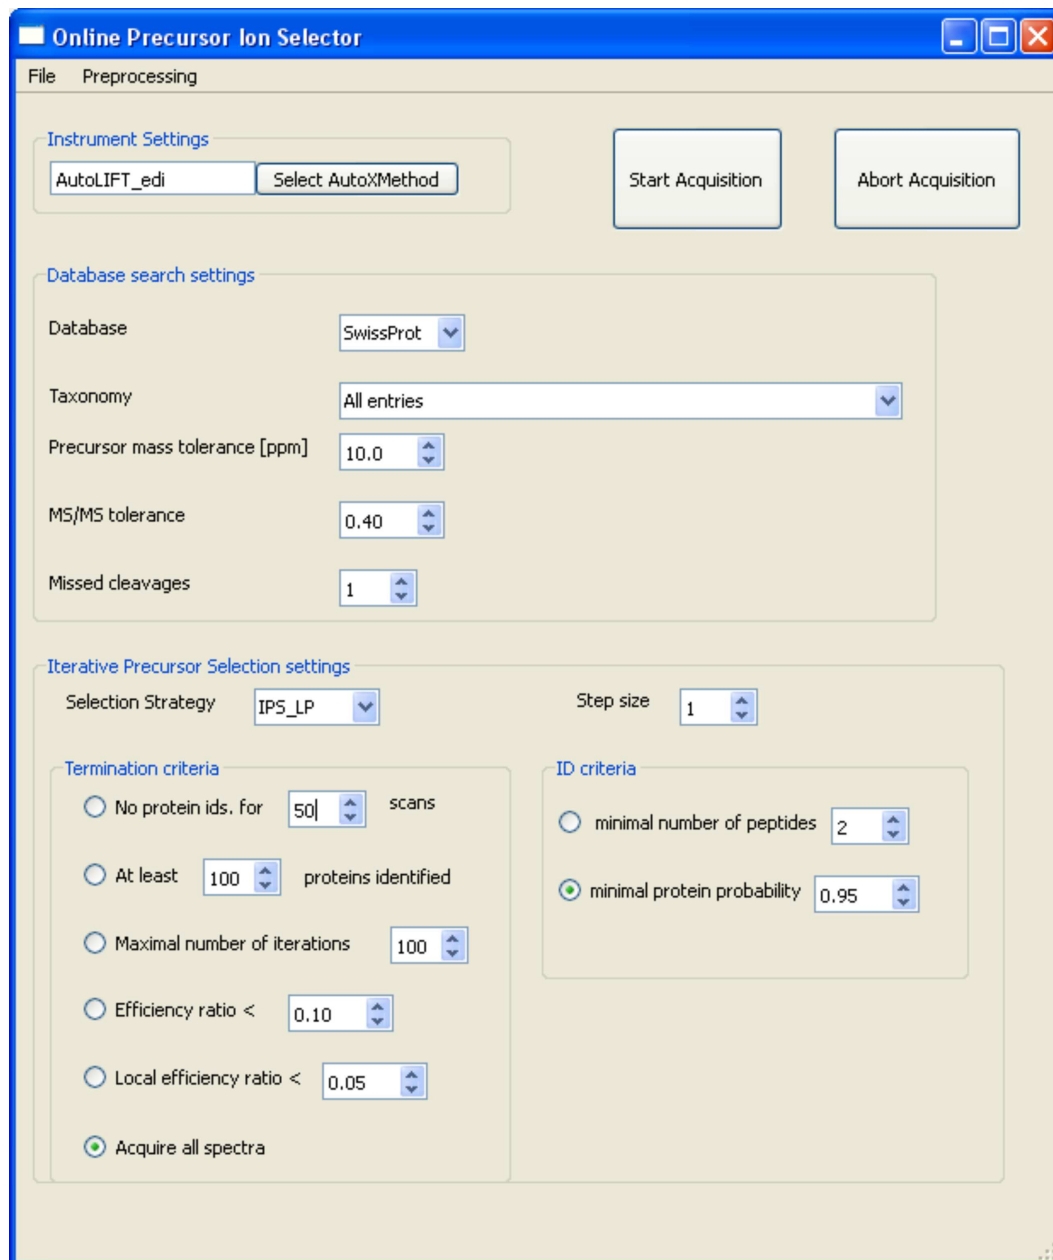 Online Precursor Ion Selector
File Preprocessing
Instrument Settings
AutoLIFT_edi Select AutoXMethod
Start Acquisition Abort Acquisition
Database search settings
Database SwissProt
Taxonomy All entries
Precursor mass tolerance [ppm] 10.0
MS/MS tolerance 0.40
Missed cleavages 1
Iterative Precursor Selection settings
Selection Strategy IPS_LP Step size 1
Termination criteria
No protein ids. for 50 scans
At least 100 proteins identified
Maximal number of iterations 100
Efficiency ratio < 0.10
Local efficiency ratio < 0.05
Acquire all spectra
ID criteria
minimal number of peptides 2
minimal protein probability 0.95